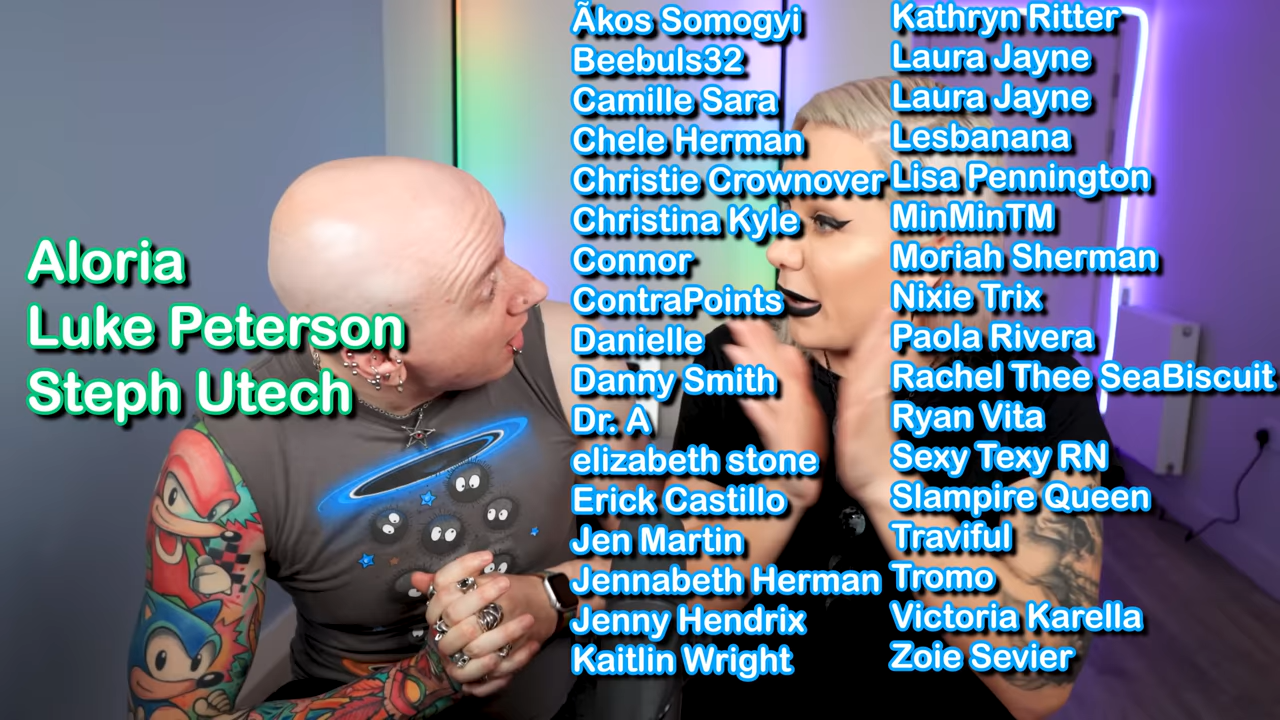 Aloria
Luke Peterson
Steph Utech
Ãkos Somogyi
Beebuls32
Camille Sara
Chele Herman
Christie Crownover
Christina Kyle
Connor
ContraPoints
Danielle
Danny Smith
Dr. A
elizabeth stone
Erick Castillo
Jen Martin
Jennabeth Herman
Jenny Hendrix
Kaitlin Wright
Kathryn Ritter
Laura Jayne
Laura Jayne
Lesbanana
Lisa Pennington
MinMinTM
Moriah Sherman
Nixie Trix
Paola Rivera
Rachel Thee SeaBiscuit
Ryan Vita
Sexy Texy RN
Slampire Queen
Traviful
Tromo
Victoria Karella
Zoie Sevier